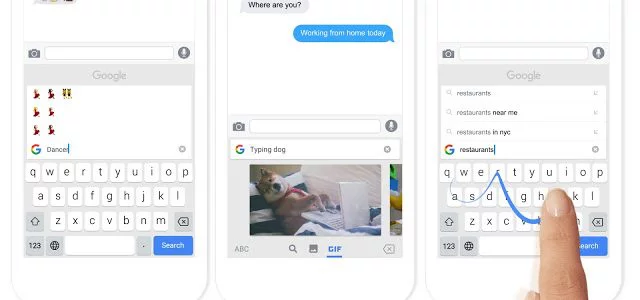 Google
Dancer
q w e r t y u i o p
a s d f g h j k l
z x c v b n m
123
.
Search
Where are you?
Working from home today
Typing dog
ABC
GIF
Google
restaurants
restaurants near me
restaurants in nyc
restaurants
q w e r t y u i o p
a s d f g h k l
z x c v
123
Search